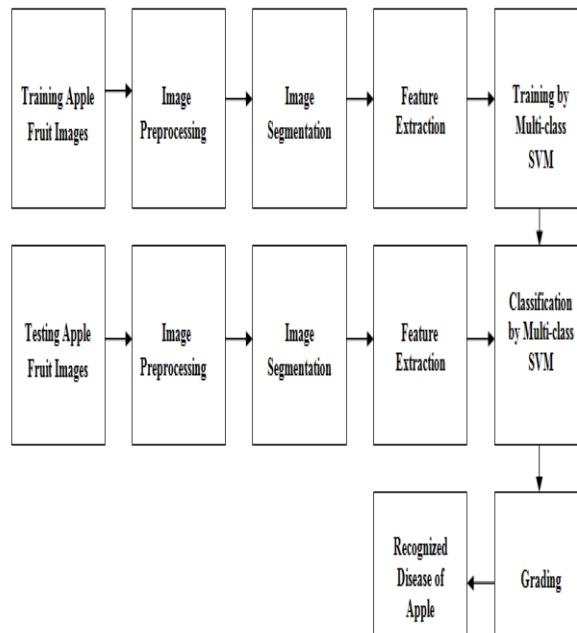 Training Apple
Fruit Images
Image
Preprocessing
Image
Segmentation
Feature
Extraction
Training by
Multi-class
SVM
Testing Apple
Fruit Images
Image
Preprocessing
Image
Segmentation
Feature
Extraction
Classification
by Multi-class
SVM
Recognized
Disease of
Apple
Grading